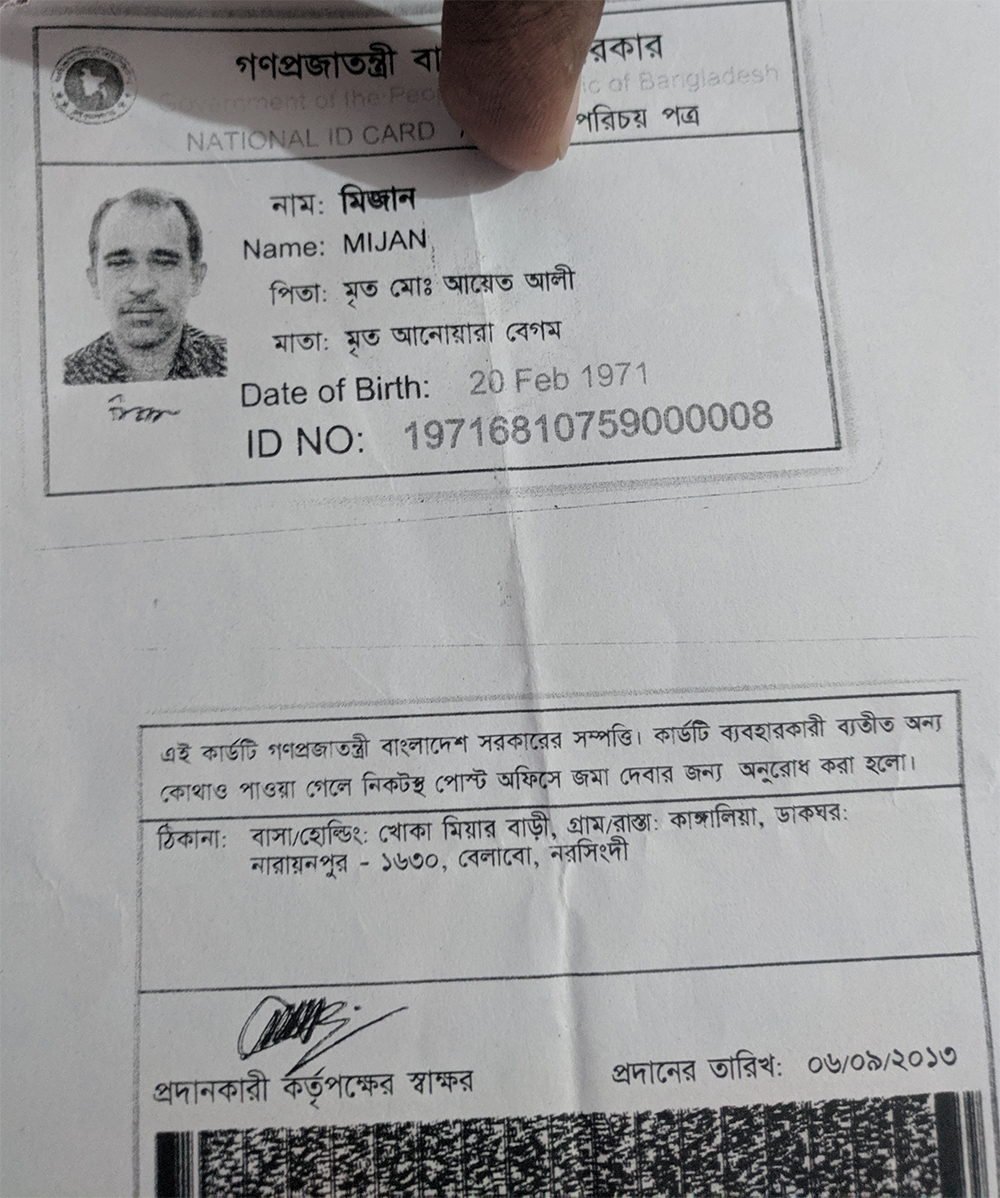 গণপ্রজাতন্ত্রী বা রকার
Government of the Peo ic of Bangladesh
NATIONAL ID CARD পরিচয় পত্র
নাম: মিজান
Name: MIJAN
পিতা: মৃত মোঃ আয়েত আলী
মাতা: মৃত আনোয়ারা বেগম
Date of Birth: 20 Feb 1971
ID NO: 19716810759000008
এই কার্ডটি গণপ্রজাতন্ত্রী বাংলাদেশ সরকারের সম্পত্তি। কার্ডটি ব্যবহারকারী ব্যতীত অন্য
কোথাও পাওয়া গেলে নিকটস্থ পোস্ট অফিসে জমা দেবার জন্য অনুরোধ করা হলো।
ঠিকানা: বাসা/হোল্ডিং: খোকা মিয়ার বাড়ী, গ্রাম/রাস্তা: কাঙ্গালিয়া, ডাকঘর:
নারায়নপুর - ১৬৩০, বেলাবো, নরসিংদী
প্রদানকারী কর্তৃপক্ষের স্বাক্ষর প্রদানের তারিখ: ০৬/০৯/২০১৩